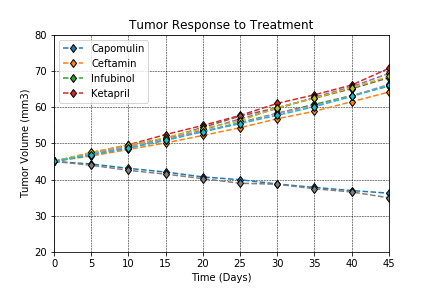 Tumor Response to Treatment
80
70
60
50
40
30
20
Tumor Volume (mm3)
Capomulin
Ceftamin
Infubinol
Ketapril
0 5 10 15 20 25 30 35 40 45
Time (Days)